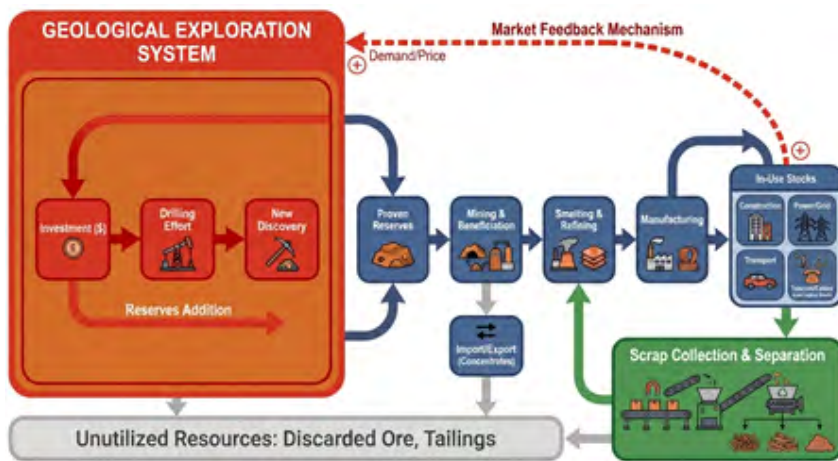 GEOLOGICAL EXPLORATION
SYSTEM
Market Feedback Mechanism
Demand/Price
Investment ($)
Drilling
Effort
New
Discovery
Reserves Addition
Proven
Reserves
Mining &
Beneficiation
Smelting &
Refining
Manufacturing
In-Use Stocks
Construction
Power/Grid
Transport
Import/Export
(Concentrates)
Scrap Collection & Separation
Unutilized Resources: Discarded Ore, Tailings